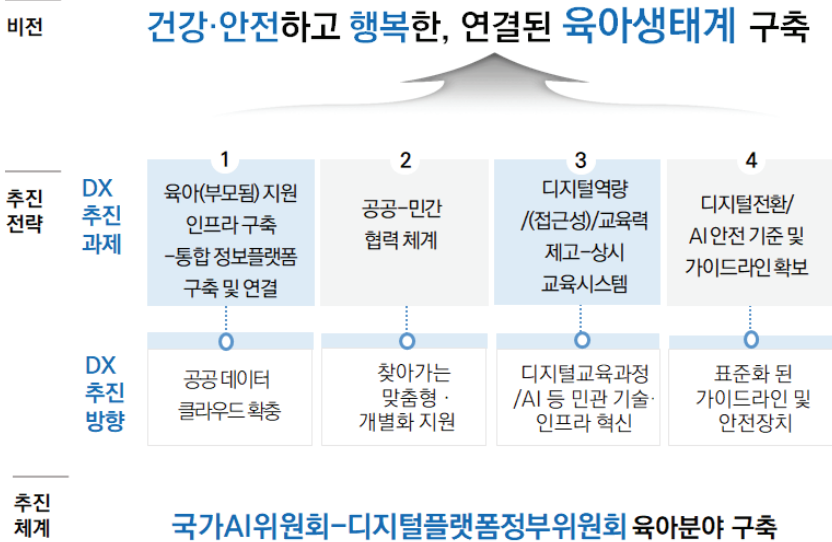 비전
건강·안전하고 행복한, 연결된 육아생태계 구축
추진
전략
DX
추진
과제
1
육아(부모됨) 지원
인프라 구축
-통합 정보플랫폼
구축 및 연결
2
공공-민간
협력 체계
3
디지털역량
/(접근성)/교육력
제고-상시
교육시스템
4
디지털전환/
AI 안전 기준 및
가이드라인 확보
DX
추진
방향
공공 데이터
클라우드 확충
찾아가는
맞춤형·
개별화 지원
디지털교육과정
/AI 등 민관 기술·
인프라 혁신
표준화 된
가이드라인 및
안전장치
추진
체계
국가AI위원회-디지털플랫폼정부위원회 육아분야 구축